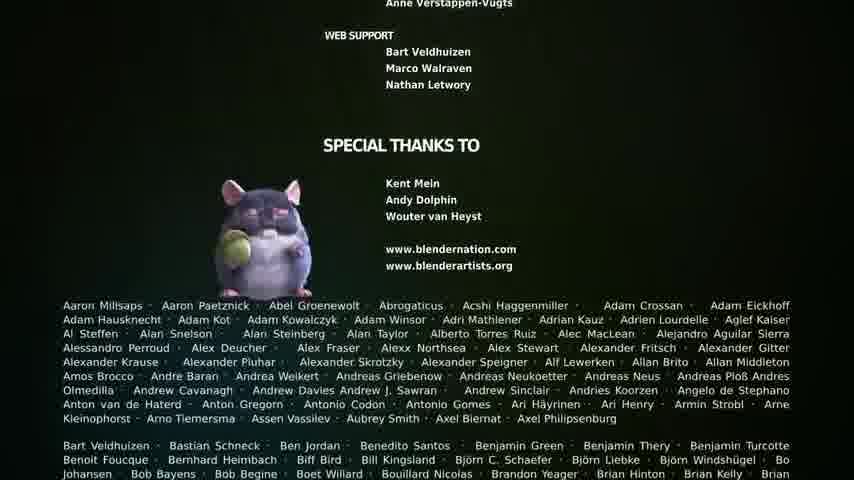 Anne Verstappen-Vugts
WEB SUPPORT
Bart Veldhuizen
Marco Walraven
Nathan Letwory
SPECIAL THANKS TO
Kent Mein
Andy Dolphin
Wouter van Heyst
www.blendernation.com
www.blenderartists.org
Aaron Millsaps · Aaron Paetznick · Abel Groenewolt · Abrogaticus · Acshi Haggenmiller · Adam Crossan · Adam Eickhoff
Adam Hausknecht · Adam Kot · Adam Kowalczyk · Adam Winsor · Adri Mathlener · Adrian Kauz · Adrien Lourdelle · Aglef Kaiser
Al Steffen · Alan Snelson · Alan Steinberg · Alan Taylor · Alberto Torres Ruiz · Alec MacLean · Alejandro Aguilar Sierra
Alessandro Perroud · Alex Deucher · Alex Fraser · Alexx Northsea · Alex Stewart · Alexander Fritsch · Alexander Gitter
Alexander Krause · Alexander Pluhar · Alexander Skrotzky · Alexander Speigner · Alf Lewerken · Allan Brito · Allan Middleton
Amos Brocco · Andre Baran · Andrea Weikert · Andreas Griebenow · Andreas Neukoetter · Andreas Neus · Andreas Ploß Andres
Olmedilla · Andrew Cavanagh · Andrew Davies Andrew J. Sawran · Andrew Sinclair · Andries Koorzen · Angelo de Stephano
Anton van de Haterd · Anton Gregorn · Antonio Codon · Antonio Gomes · Ari Häyrinen · Ari Henry · Armin Strobl · Arne
Kleinophorst · Arno Tiemersma · Assen Vassilev · Aubrey Smith · Axel Biernat · Axel Philipsenburg
Bart Veldhuizen · Bastian Schneck · Ben Jordan · Benedito Santos · Benjamin Green · Benjamin Thery · Benjamin Turcotte
Benoit Foucque · Bernhard Heimbach · Biff Bird · Bill Kingsland · Björn C. Schaefer · Björn Liebke · Björn Windshügel · Bo
Johansen · Bob Bayens · Bob Begine · Boet Willard · Bouillard Nicolas · Brandon Yeager · Brian Hinton · Brian Kelly · Brian